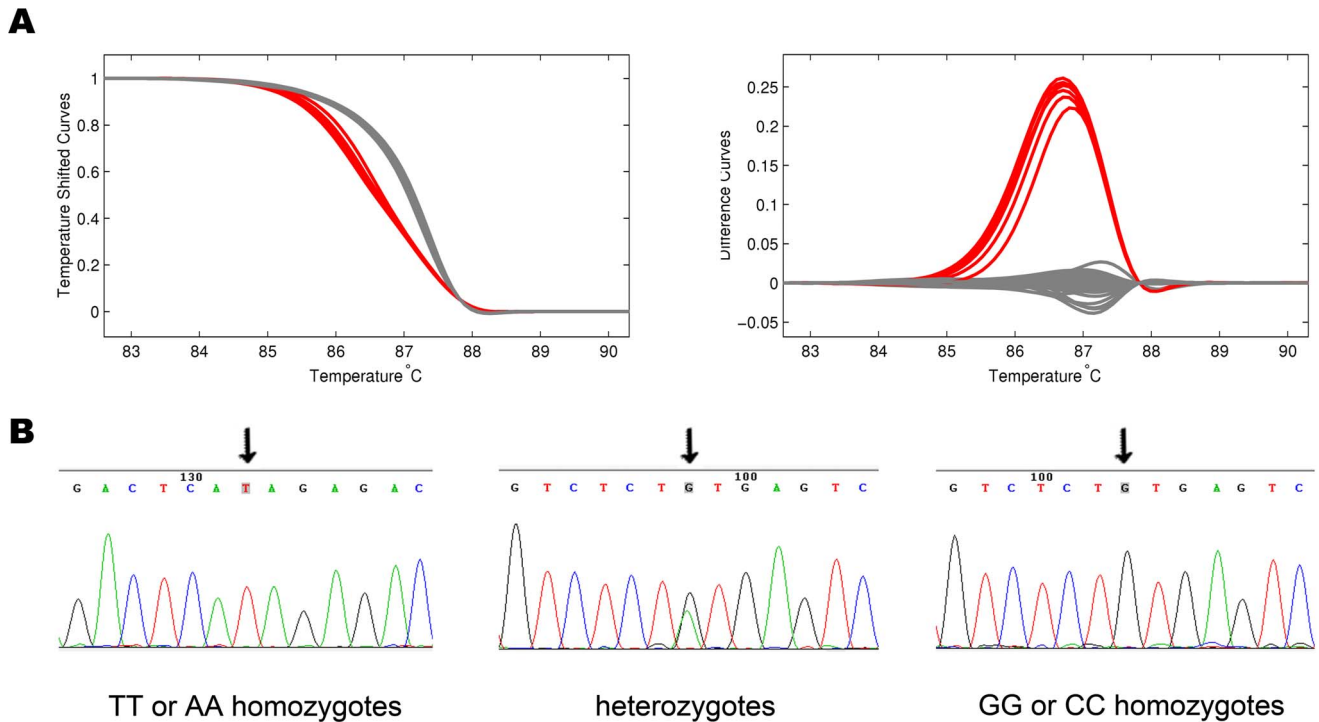 A
Temperature Shifted Curves
1
0.8
0.6
0.4
0.2
0
83 84 85 86 87 88 89 90
Temperature °C
Difference Curves
0.25
0.2
0.15
0.1
0.05
0
−0.05
83 84 85 86 87 88 89 90
Temperature °C
B
130
G A C T C A T A G A G A C
100
G T C T C T G T G A G T C
100
G T C T C T G T G A G T C
TT or AA homozygotes
heterozygotes
GG or CC homozygotes